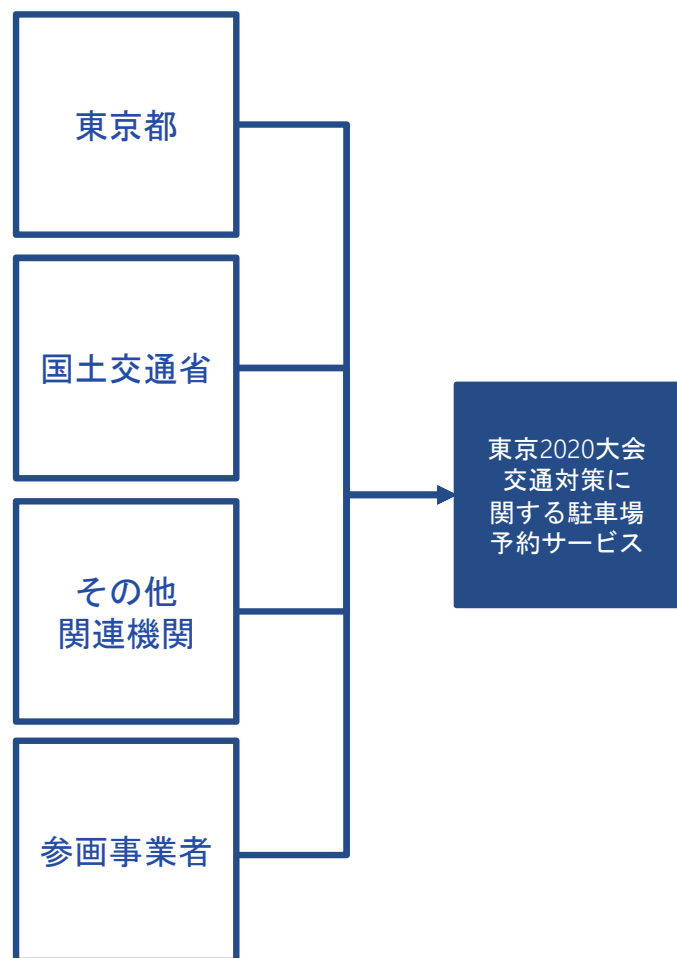 東京都
国土交通省
その他
関連機関
参画事業者
東京2020大会
交通対策に
関する駐車場
予約サービス